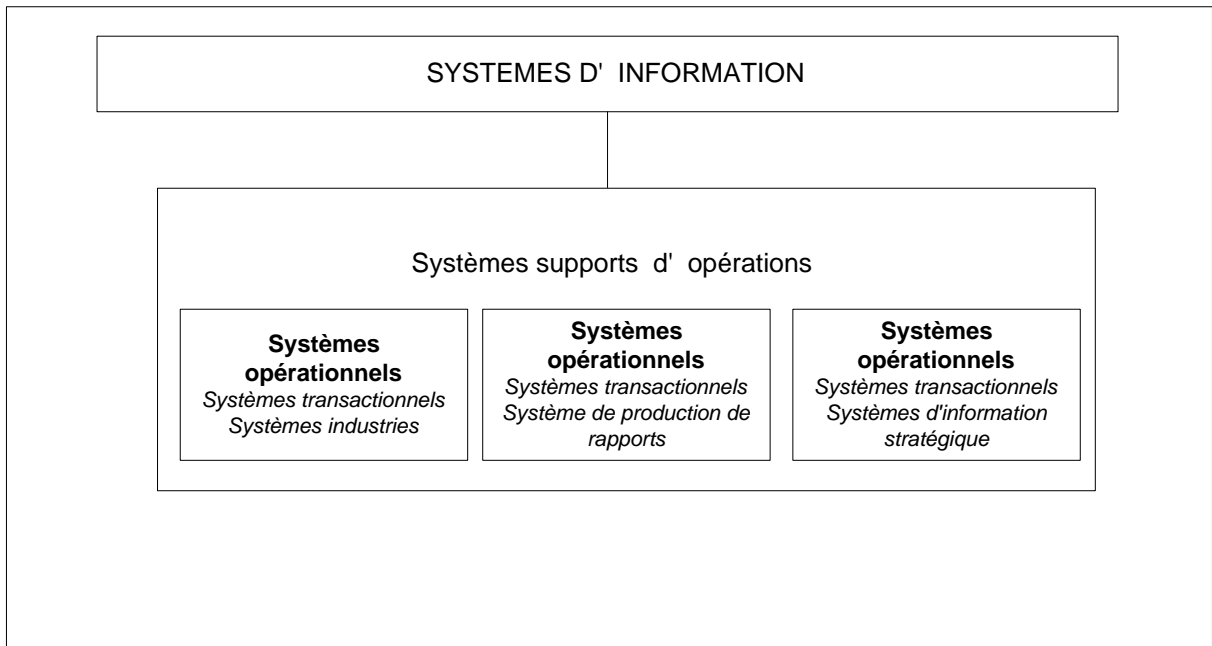 SYSTEMES D' INFORMATION
Systèmes supports d' opérations
Systèmes
opérationnels
Systèmes transactionnels
Systèmes industries
Systèmes
opérationnels
Systèmes transactionnels
Système de production de
rapports
Systèmes
opérationnels
Systèmes transactionnels
Systèmes d'information
stratégique